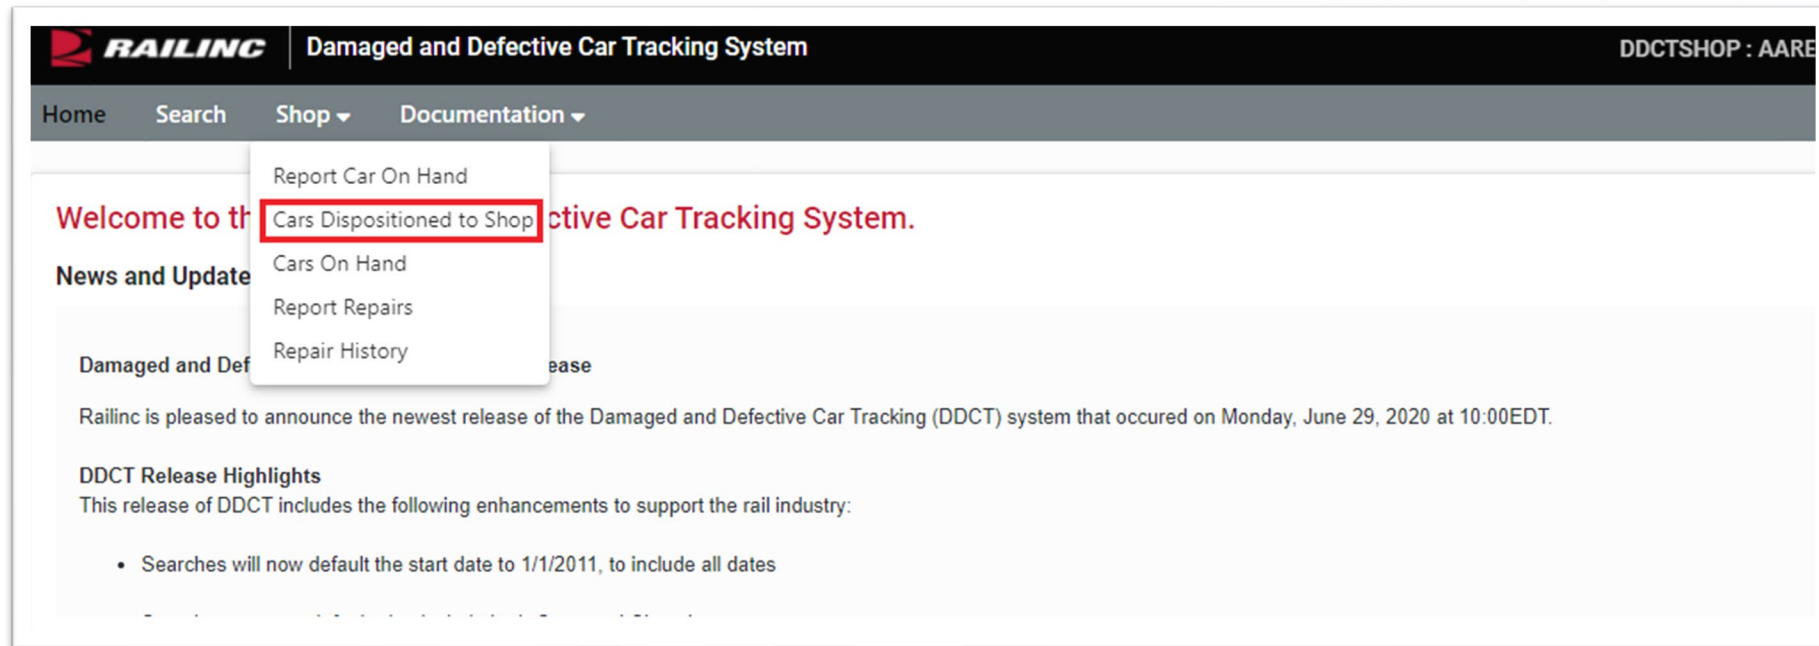 RAILINC Damaged and Defective Car Tracking System DDCTSHOP : AARE
Home Search Shop Documentation
Report Car On Hand
Welcome to th Cars Dispositioned to Shop ctive Car Tracking System.
Cars On Hand
News and Update
Report Repairs
Repair History
Damaged and Def ease
Railinc is pleased to announce the newest release of the Damaged and Defective Car Tracking (DDCT) system that occured on Monday, June 29, 2020 at 10:00EDT.
DDCT Release Highlights
This release of DDCT includes the following enhancements to support the rail industry:
• Searches will now default the start date to 1/1/2011, to include all dates